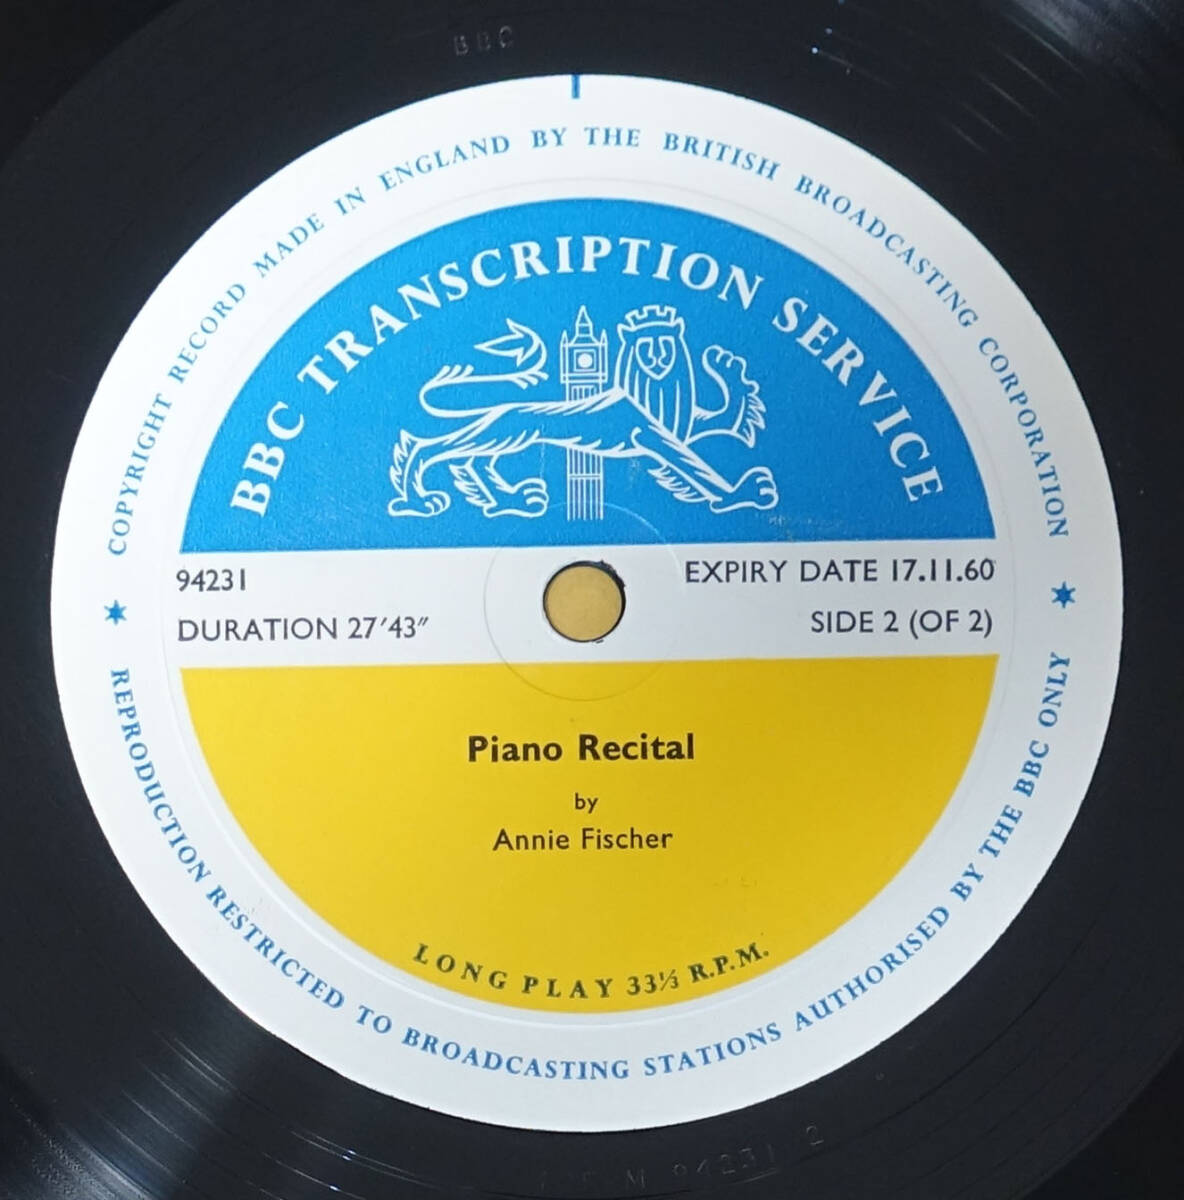 BBC
COPYRIGHT RECORD MADE IN ENGLAND BY THE BRITISH BROADCASTING CORPORATION
BBC TRANSCRIPTION SERVICE
94231
EXPIRY DATE 17.11.60
DURATION 27'43"
SIDE 2 (OF 2)
Piano Recital
by
Annie Fischer
LONG PLAY 33⅓ R.P.M.
REPRODUCTION RESTRICTED TO BROADCASTING STATIONS AUTHORISED BY THE BBC ONLY
M 94231 2